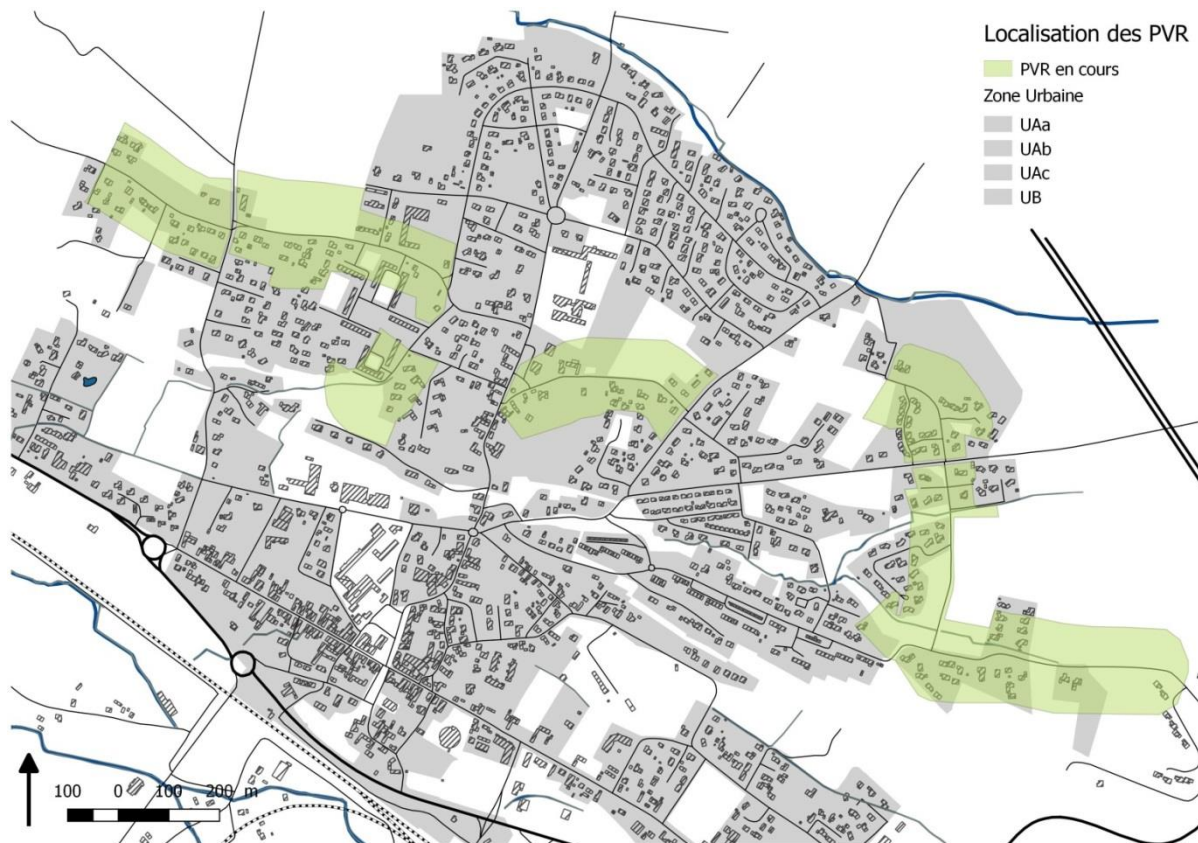 Localisation des PVR
PVR en cours
Zone Urbaine
UAa
UAb
UAc
UB
100 0 100 200 m